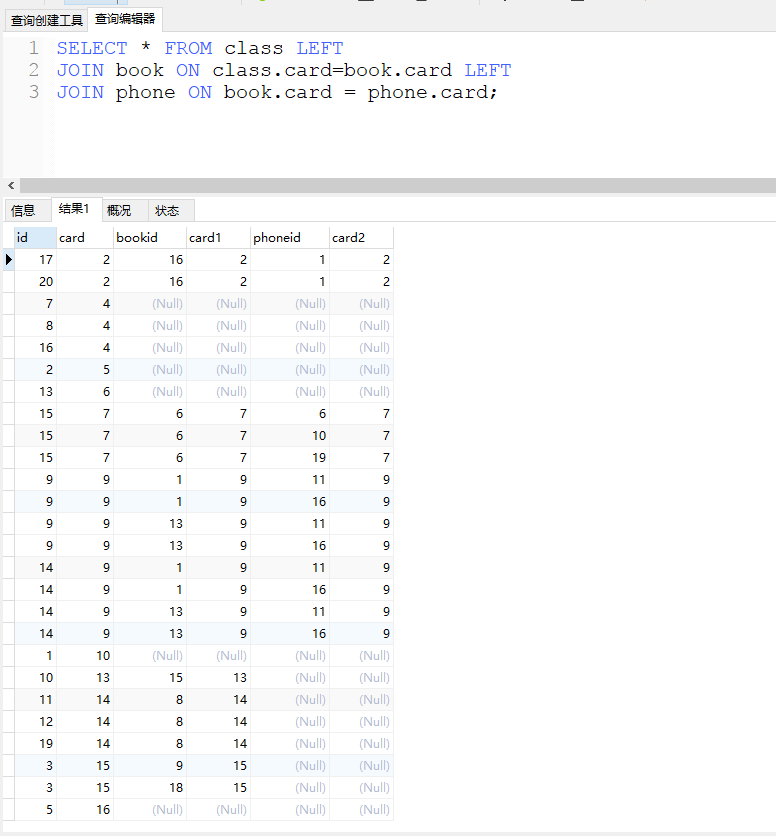 查询创建工具 查询编辑器
1 SELECT * FROM class LEFT
2 JOIN book ON class.card=book.card LEFT
3 JOIN phone ON book.card = phone.card;
信息 结果1 概况 状态
id card bookid card1 phoneid card2
17 2 16 2 1 2
20 2 16 2 1 2
7 4 (Null) (Null) (Null) (Null)
8 4 (Null) (Null) (Null) (Null)
16 4 (Null) (Null) (Null) (Null)
2 5 (Null) (Null) (Null) (Null)
13 6 (Null) (Null) (Null) (Null)
15 7 6 7 6 7
15 7 6 7 10 7
15 7 6 7 19 7
9 9 1 9 11 9
9 9 1 9 16 9
9 9 13 9 11 9
9 9 13 9 16 9
14 9 1 9 11 9
14 9 1 9 16 9
14 9 13 9 11 9
14 9 13 9 16 9
1 10 (Null) (Null) (Null) (Null)
10 13 15 13 (Null) (Null)
11 14 8 14 (Null) (Null)
12 14 8 14 (Null) (Null)
19 14 8 14 (Null) (Null)
3 15 9 15 (Null) (Null)
3 15 18 15 (Null) (Null)
5 16 (Null) (Null) (Null) (Null)